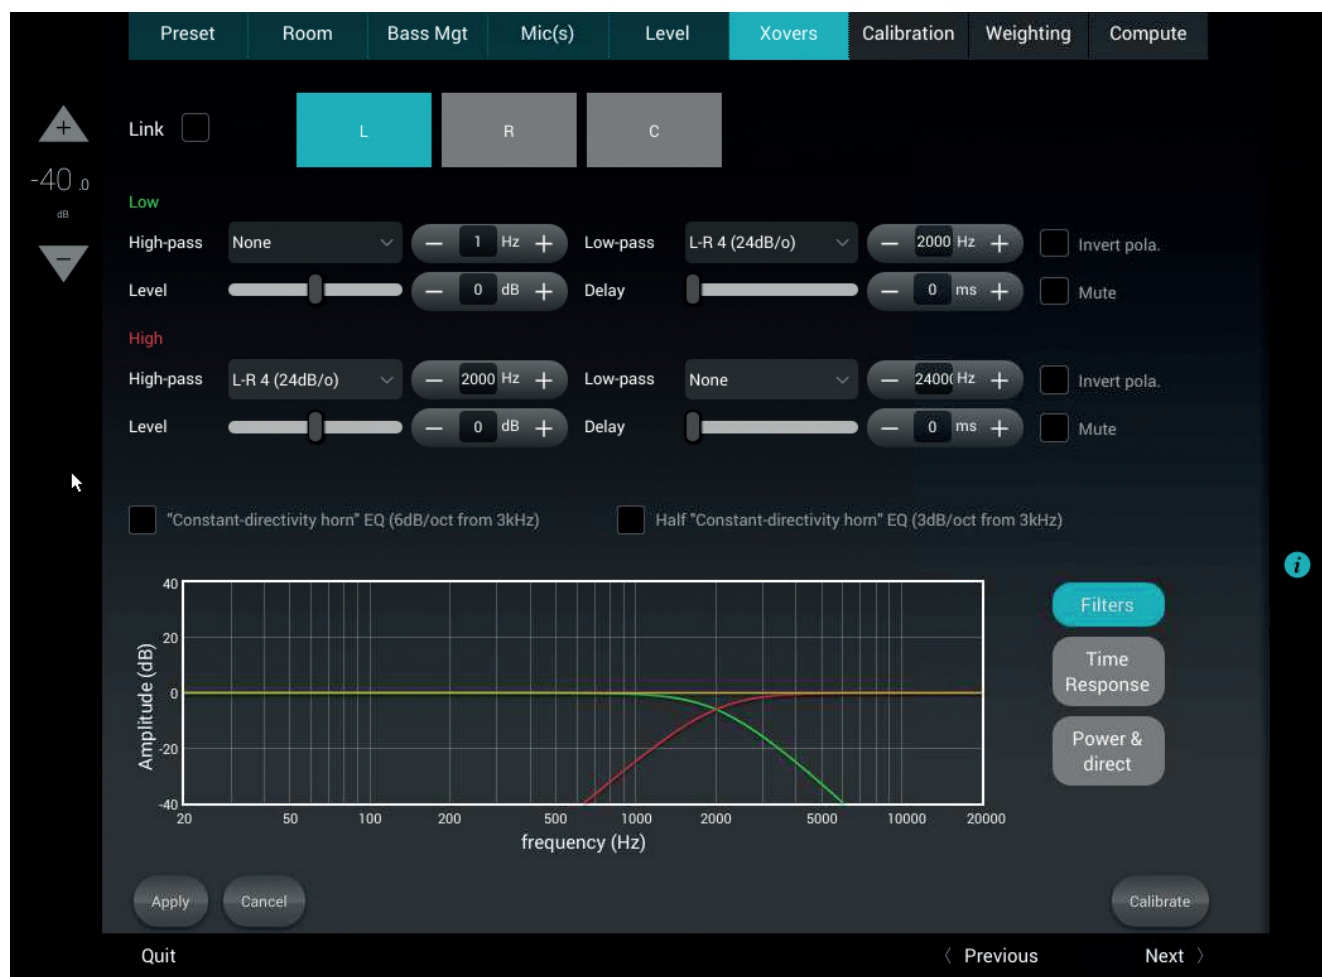 Preset Room Bass Mgt Mic(s) Level Xovers Calibration Weighting Compute
+
Link L R C
-40.0
dB
−
Low
High-pass None − 1 Hz + Low-pass L-R 4 (24dB/o) − 2000 Hz + Invert pola.
Level − 0 dB + Delay − 0 ms + Mute
High
High-pass L-R 4 (24dB/o) − 2000 Hz + Low-pass None − 2400( Hz + Invert pola.
Level − 0 dB + Delay − 0 ms + Mute
"Constant-directivity horn" EQ (6dB/oct from 3kHz) Half "Constant-directivity horn" EQ (3dB/oct from 3kHz)
i
Amplitude (dB)
40
20
0
-20
-40
20 50 100 200 500 1000 2000 5000 10000 20000
frequency (Hz)
Filters
Time
Response
Power &
direct
Apply Cancel Calibrate
Quit 〈 Previous Next 〉